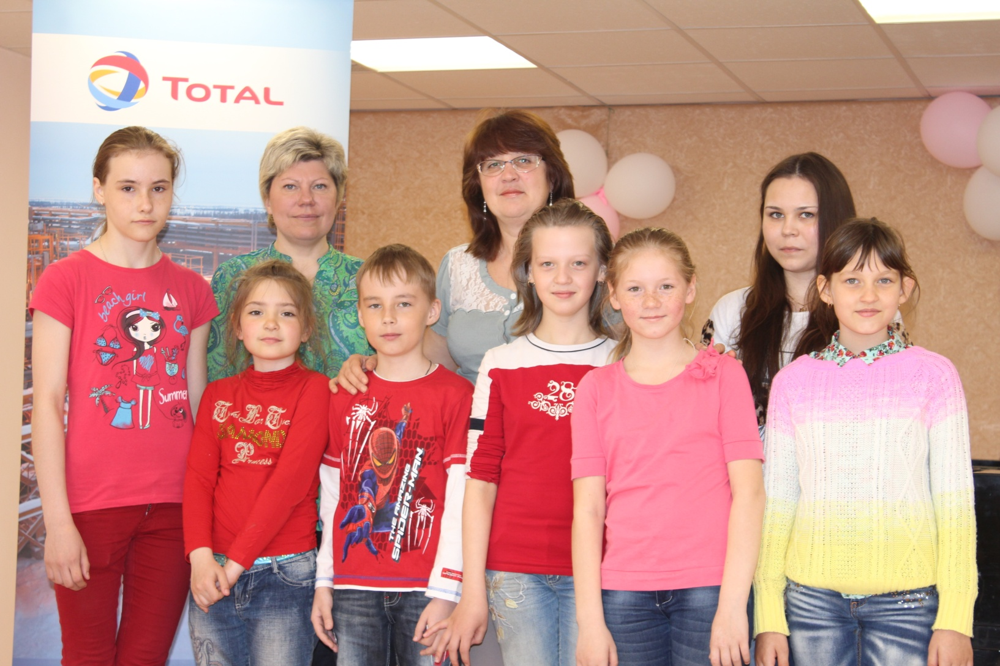 TOTAL
beach girl
Summer
Princess
THE AMAZING
SPIDER-MAN
28